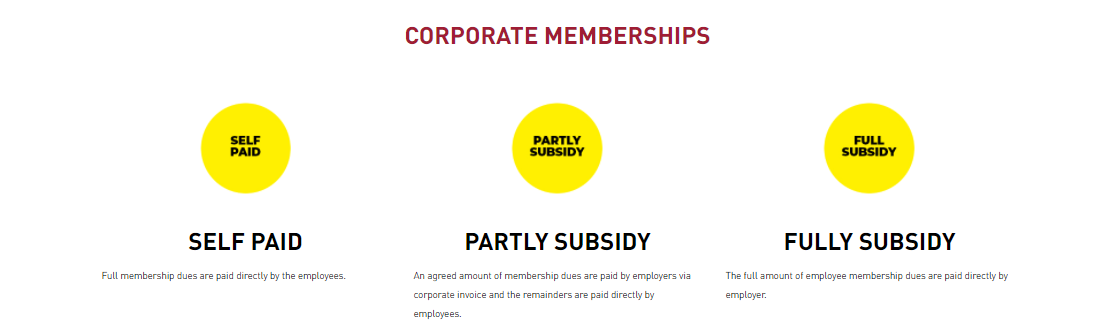 CORPORATE MEMBERSHIPS
SELF
PAID
PARTLY
SUBSIDY
FULL
SUBSIDY
SELF PAID
Full membership dues are paid directly by the employees.
PARTLY SUBSIDY
An agreed amount of membership dues are paid by employers via
corporate invoice and the remainders are paid directly by
employees.
FULLY SUBSIDY
The full amount of employee membership dues are paid directly by
employer.